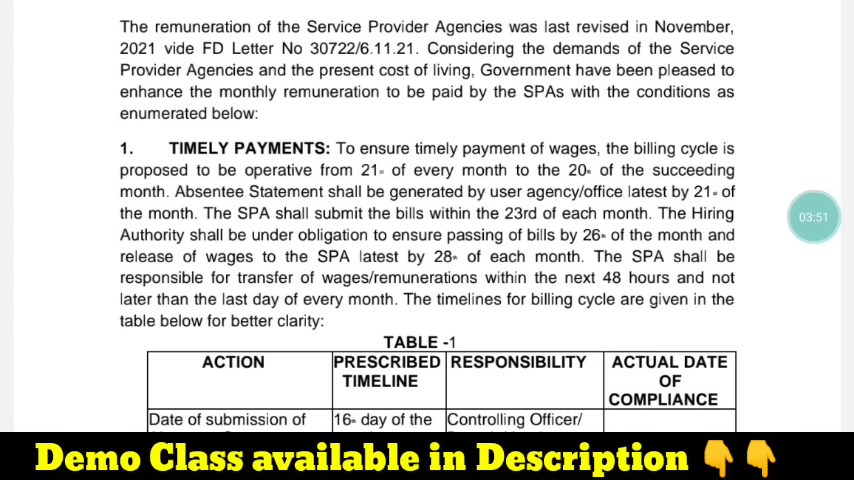 The remuneration of the Service Provider Agencies was last revised in November,
2021 vide FD Letter No 30722/6.11.21. Considering the demands of the Service
Provider Agencies and the present cost of living, Government have been pleased to
enhance the monthly remuneration to be paid by the SPAs with the conditions as
enumerated below:
1. TIMELY PAYMENTS: To ensure timely payment of wages, the billing cycle is
proposed to be operative from 21st of every month to the 20th of the succeeding
month. Absentee Statement shall be generated by user agency/office latest by 21st of
the month. The SPA shall submit the bills within the 23rd of each month. The Hiring
Authority shall be under obligation to ensure passing of bills by 26th of the month and
release of wages to the SPA latest by 28th of each month. The SPA shall be
responsible for transfer of wages/remunerations within the next 48 hours and not
later than the last day of every month. The timelines for billing cycle are given in the
table below for better clarity:
03:51
TABLE -1
ACTION PRESCRIBED TIMELINE RESPONSIBILITY ACTUAL DATE OF COMPLIANCE
Date of submission of 16th day of the Controlling Officer/
Demo Class available in Description 👇👇